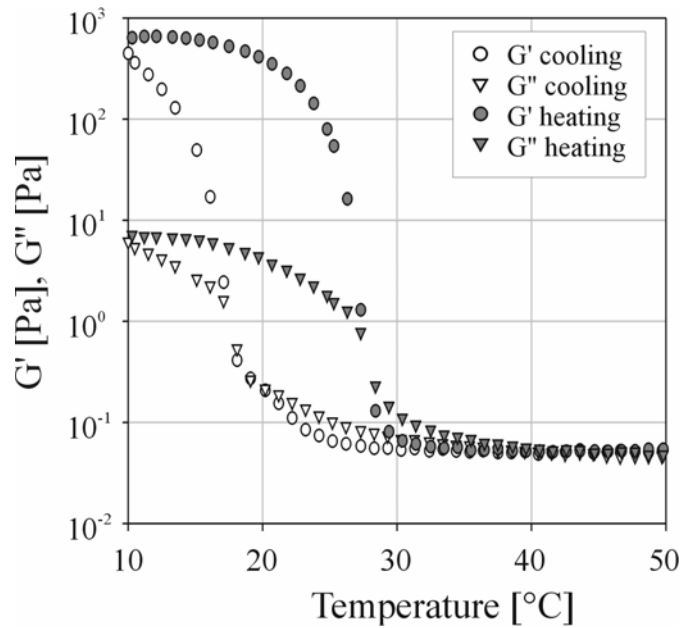 10³
10²
10¹
10⁰
10⁻¹
10⁻²
G' [Pa], G" [Pa]
G' cooling
G" cooling
G' heating
G" heating
10 20 30 40 50
Temperature [°C]